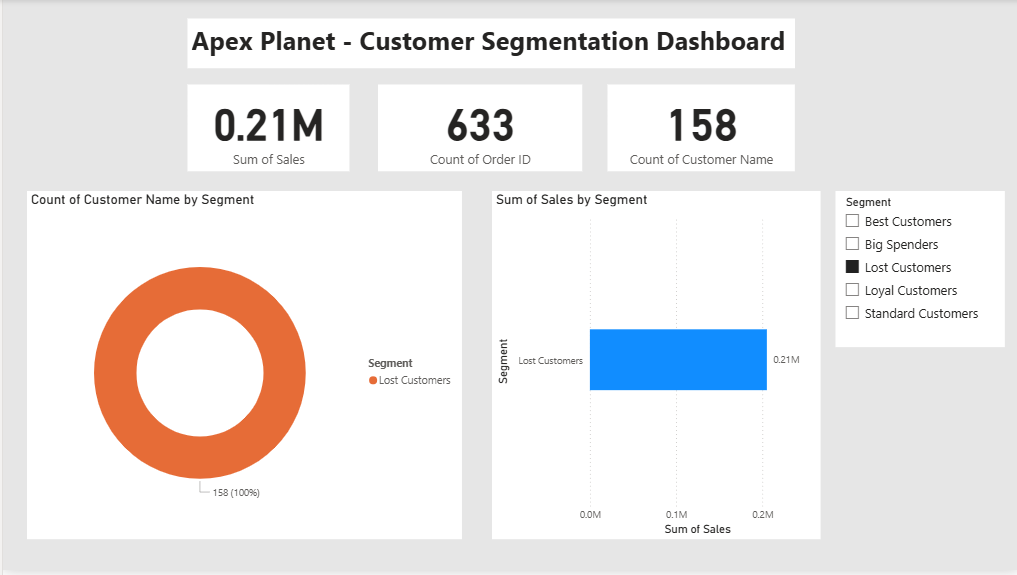 Apex Planet - Customer Segmentation Dashboard
0.21M
Sum of Sales
633
Count of Order ID
158
Count of Customer Name
Count of Customer Name by Segment
Segment
Lost Customers
158 (100%)
Sum of Sales by Segment
Segment
Lost Customers
0.21M
0.0M 0.1M 0.2M
Sum of Sales
Segment
Best Customers
Big Spenders
Lost Customers
Loyal Customers
Standard Customers